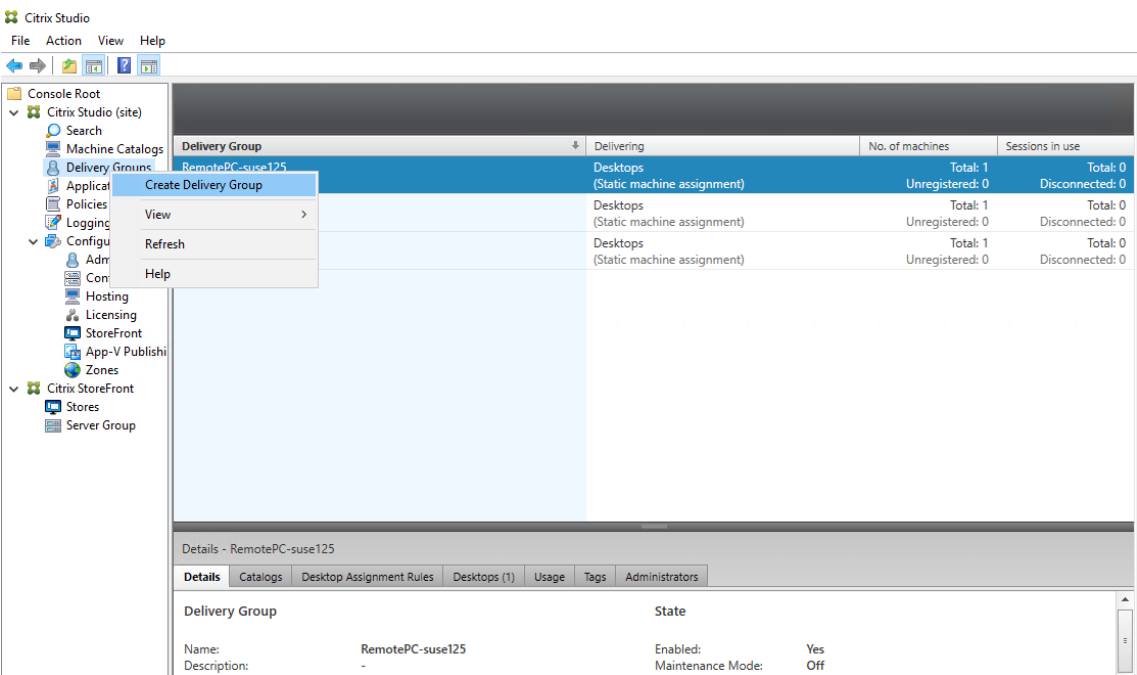 Citrix Studio
File Action View Help
Console Root
Citrix Studio (site)
Search
Machine Catalogs
Delivery Groups
Applicat
Policies
Logging
Configu
Adm
Con
Hosting
Licensing
StoreFront
App-V Publishi
Zones
Citrix StoreFront
Stores
Server Group
Create Delivery Group
View
Refresh
Help
Delivery Group Delivering No. of machines Sessions in use
RemotePC-suse125 Desktops Total: 1 Total: 0
(Static machine assignment) Unregistered: 0 Disconnected: 0
Desktops Total: 1 Total: 0
(Static machine assignment) Unregistered: 0 Disconnected: 0
Desktops Total: 1 Total: 0
(Static machine assignment) Unregistered: 0 Disconnected: 0
Details - RemotePC-suse125
Details Catalogs Desktop Assignment Rules Desktops (1) Usage Tags Administrators
Delivery Group State
Name: RemotePC-suse125 Enabled: Yes
Description: - Maintenance Mode: Off